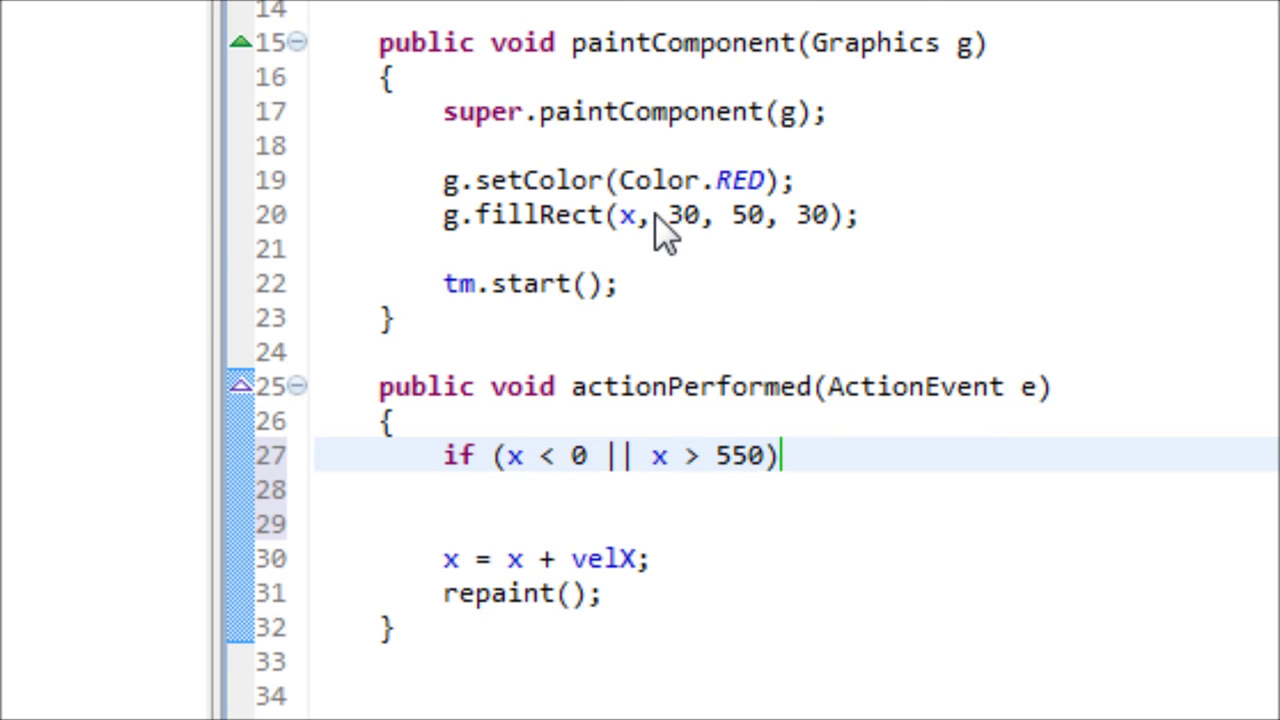 14
15 public void paintComponent(Graphics g)
16 {
17 super.paintComponent(g);
18
19 g.setColor(Color.RED);
20 g.fillRect(x, 30, 50, 30);
21
22 tm.start();
23 }
24
25 public void actionPerformed(ActionEvent e)
26 {
27 if (x < 0 || x > 550)
28
29
30 x = x + velX;
31 repaint();
32 }
33
34